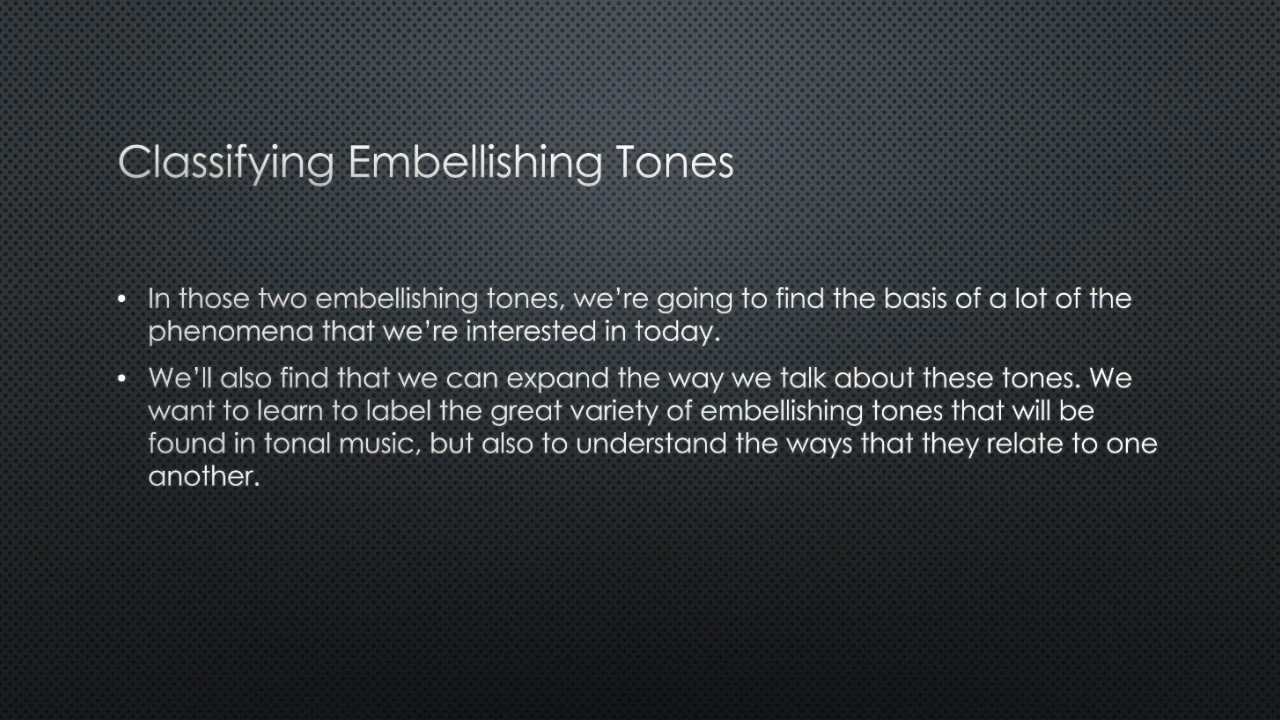 Classifying Embellishing Tones
• In those two embellishing tones, we’re going to find the basis of a lot of the
phenomena that we’re interested in today.
• We’ll also find that we can expand the way we talk about these tones. We
want to learn to label the great variety of embellishing tones that will be
found in tonal music, but also to understand the ways that they relate to one
another.